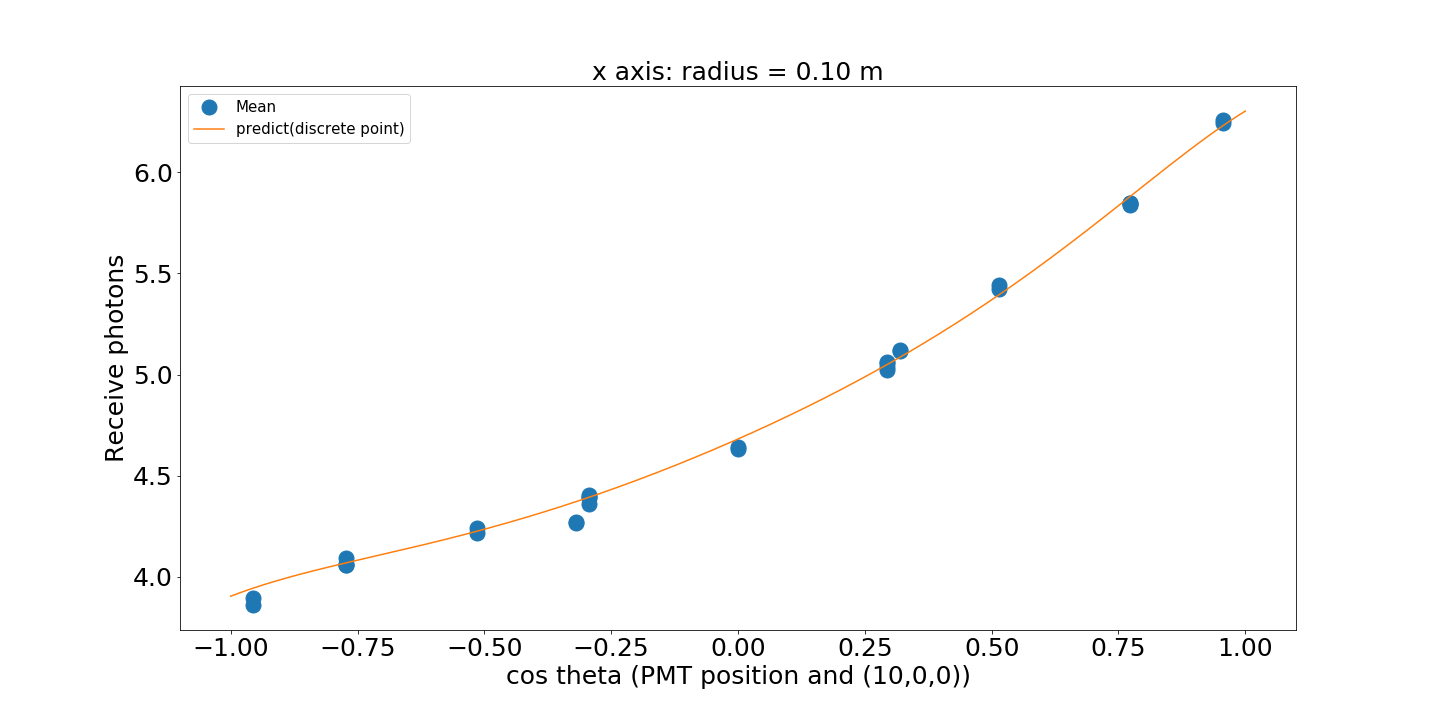 x axis: radius = 0.10 m
Mean
predict(discrete point)
6.0
5.5
5.0
4.5
4.0
Receive photons
−1.00 −0.75 −0.50 −0.25 0.00 0.25 0.50 0.75 1.00
cos theta (PMT position and (10,0,0))